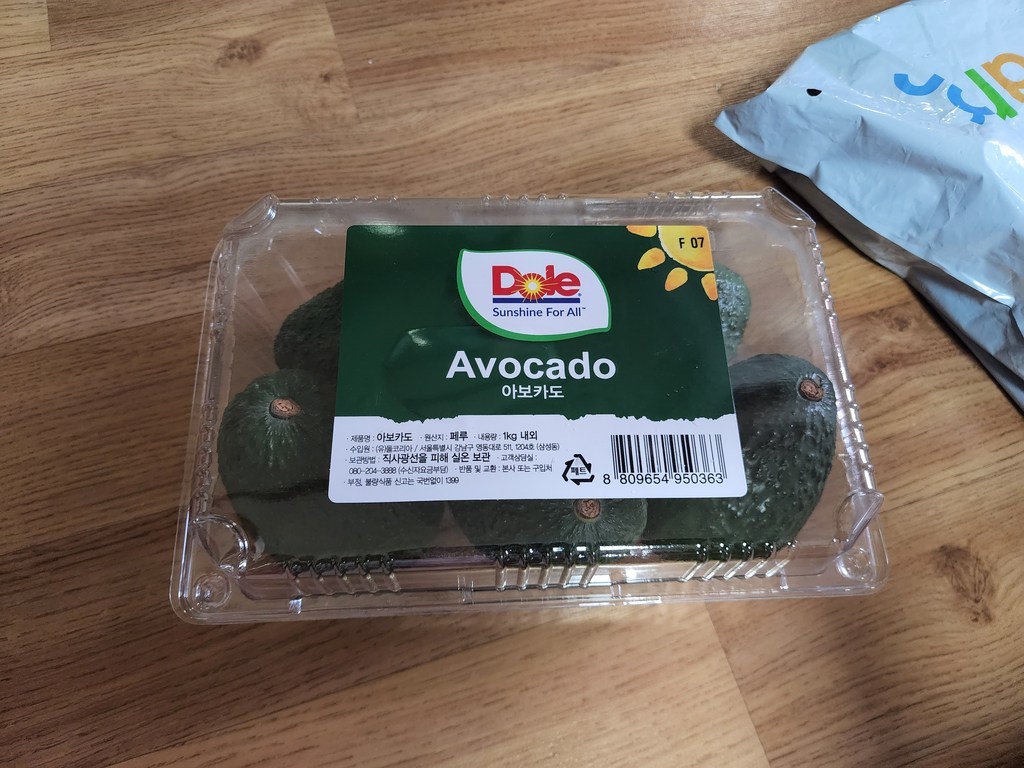 F 07
Dole
Sunshine For All™
Avocado
아보카도
· 제품명 : 아보카도 · 원산지 : 페루 · 내용량 : 1kg 내외
· 수입원 : (유)돌코리아 / 서울특별시 강남구 영동대로 511, 1204호 (삼성동)
· 보관방법 : 직사광선을 피해 실온 보관 · 고객상담실 :
080-204-3888 (수신자요금부담) · 반품 및 교환 : 본사 또는 구입처
· 부정, 불량식품 신고는 국번없이 1399
페트
8 809654 950363